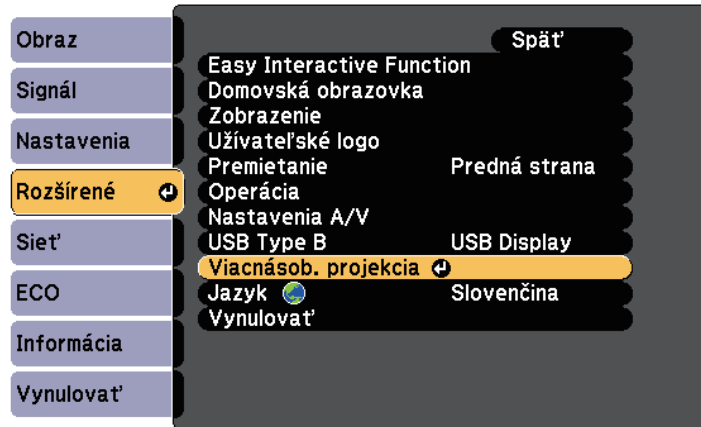 Obraz
Signál
Nastavenia
Rozšírené
Sieť
ECO
Informácia
Vynulovať
Späť
Easy Interactive Function
Domovská obrazovka
Zobrazenie
Užívateľské logo
Premietanie Predná strana
Operácia
Nastavenia A/V
USB Type B USB Display
Viacnásob. projekcia
Jazyk Slovenčina
Vynulovať